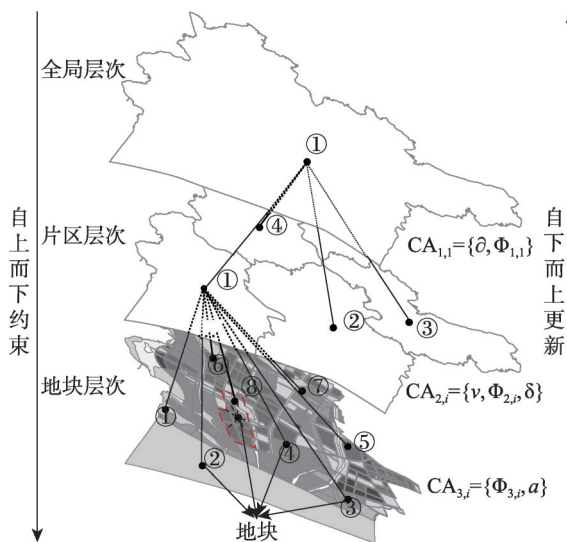 全局层次
①
④
片区层次
CA1,1={∂, Φ1,1}
①
②
③
⑥
地块层次
⑧
⑦
CA2,i={v, Φ2,i, δ}
①
④
⑤
②
③
CA3,i={Φ3,i, a}
地块
自上而下约束
自下而上更新